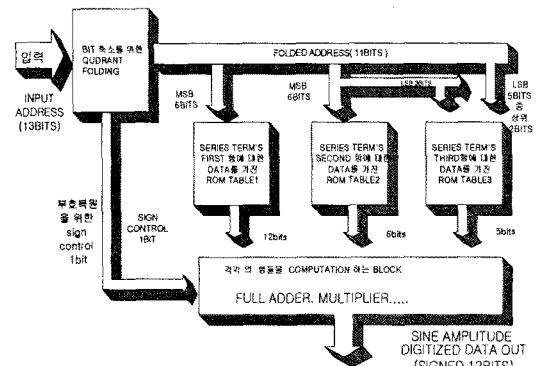 입력
BIT 축소를 위한
QUDRANT
FOLDING
FOLDED ADDRESS( 11BITS )
INPUT
ADDRESS
(13BITS)
MSB
6BITS
MSB
6BITS
LSB
LSB
5BITS
중
상위
2BITS
SERIES TERM'S
FIRST 항에 대한
DATA를 가진
ROM TABLE1
SERIES TERM'S
SECOND 항에 대한
DATA를 가진
ROM TABLE2
SERIES TERM'S
THIRD항에 대한
DATA를 가진
ROM TABLE3
부호복원
을 위한
sign
control
1bit
SIGN
CONTROL
1BIT
12bits
6bits
5bits
각각 의 항들을 COMPUTATION 하는 BLOCK
FULL ADDER, MULTIPLIER.....
SINE AMPLITUDE
DIGITIZED DATA OUT
(SIGNED 12BITS)